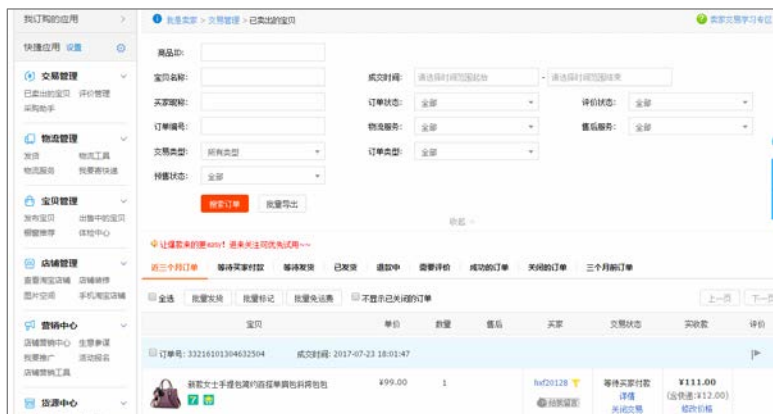 我订购的应用
快捷应用 设置
交易管理
已卖出的宝贝 评价管理
采购助手
物流管理
发货 物流工具
物流服务 我要寄快递
宝贝管理
发布宝贝 出售中的宝贝
橱窗推荐 体检中心
店铺管理
查看淘宝店铺 店铺装修
图片空间 手机淘宝店铺
营销中心
店铺营销中心 生意参谋
我要推广 活动报名
店铺营销工具
货源中心
我是卖家 > 交易管理 > 已卖出的宝贝
卖家交易学习专区
商品ID:
宝贝名称: 成交时间: 请选择时间范围起始 - 请选择时间范围结束
买家昵称: 订单状态: 全部 评价状态: 全部
订单编号: 物流服务: 全部 售后服务: 全部
交易类型: 所有类型 订单类型: 全部
预售状态: 全部
搜索订单 批量导出
收起
让爆款来的更easy! 进来关注可优先试用~~
近三个月订单 等待买家付款 等待发货 已发货 退款中 需要评价 成功的订单 关闭的订单 三个月前订单
全选 批量发货 批量标记 批量免运费 不显示已关闭的订单 上一页 下一页
宝贝 单价 数量 售后 买家 交易状态 实收款 评价
订单号: 33216101304632504 成交时间: 2017-07-23 18:01:47
新款女士手提包简约百搭单肩包斜挎包包 ¥99.00 1 hxf20128 等待买家付款 ¥111.00
7 给我留言 详情 (含快递:¥12.00)
关闭交易 修改价格